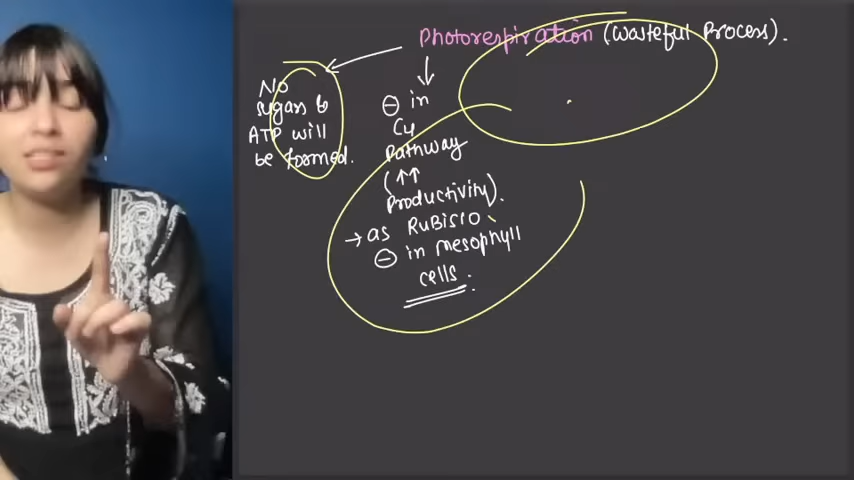 Photorespiration (Wasteful Process).
No
sugars &
ATP will
be formed.
⊖ in
C4
Pathway
(↑↑
Productivity).
→ as RuBisCO
⊖ in mesophyll
cells.